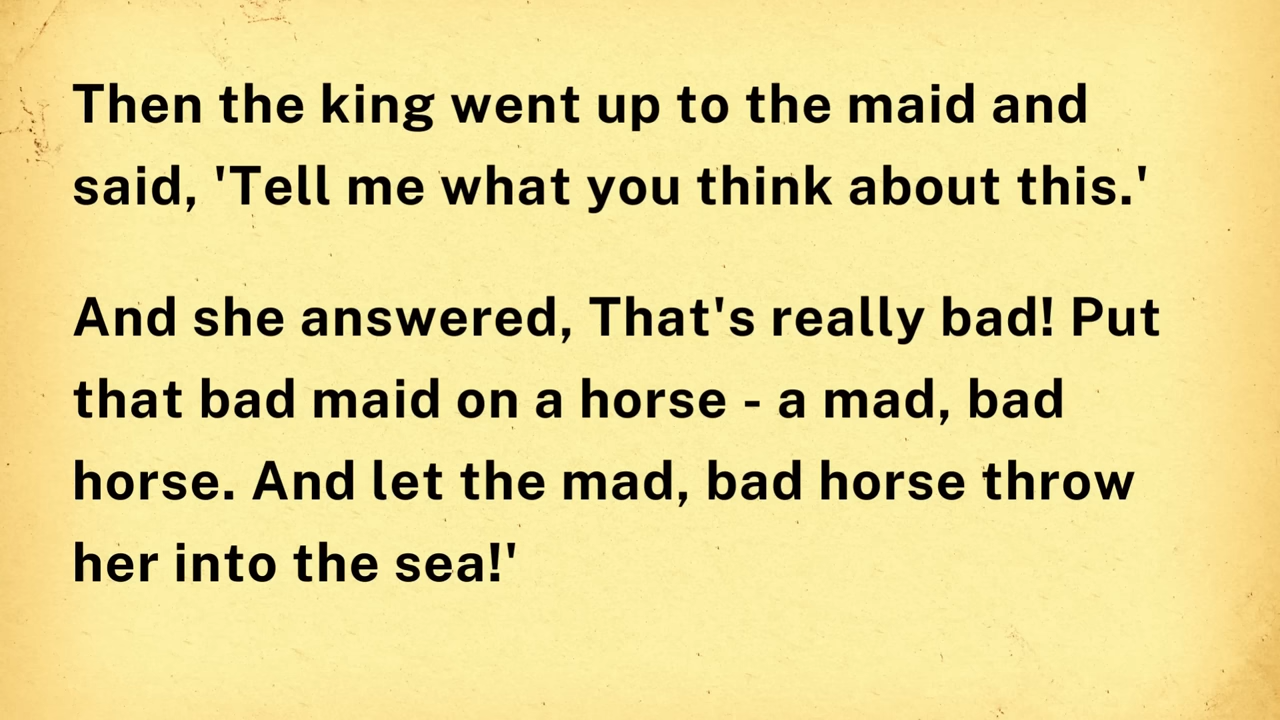 Then the king went up to the maid and
said, 'Tell me what you think about this.'
And she answered, That's really bad! Put
that bad maid on a horse - a mad, bad
horse. And let the mad, bad horse throw
her into the sea!'